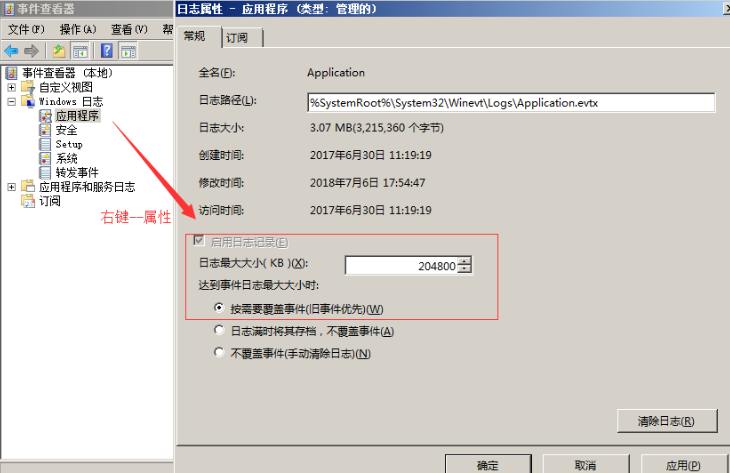 事件查看器
文件(F) 操作(A) 查看(V) 帮
事件查看器 (本地)
自定义视图
Windows 日志
应用程序
安全
Setup
系统
转发事件
应用程序和服务日志
订阅
右键--属性
日志属性 - 应用程序 (类型: 管理的)
常规 订阅
全名(F): Application
日志路径(L): %SystemRoot%\System32\Winevt\Logs\Application.evtx
日志大小: 3.07 MB(3,215,360 个字节)
创建时间: 2017年6月30日 11:19:19
修改时间: 2018年7月6日 17:54:47
访问时间: 2017年6月30日 11:19:19
启用日志记录(E)
日志最大大小( KB )(X): 204800
达到事件日志最大大小时:
按需要覆盖事件(旧事件优先)(W)
日志满时将其存档，不覆盖事件(A)
不覆盖事件(手动清除日志)(N)
清除日志(R)
确定 取消 应用(P)